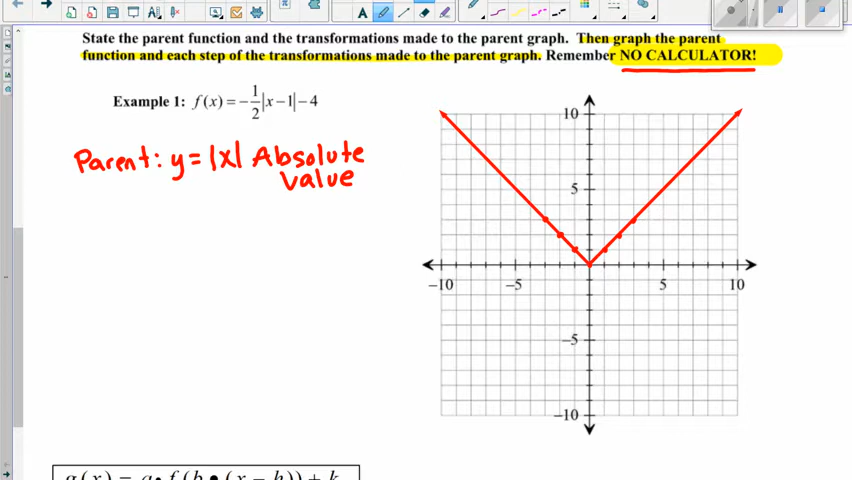 State the parent function and the transformations made to the parent graph. Then graph the parent
function and each step of the transformations made to the parent graph. Remember NO CALCULATOR!
Example 1: f(x) = -1/2|x-1|-4
Parent: y = |x| Absolute
Value
10
5
-10
-5
5
10
-5
-10
g(x) = a•f(b•(x-h))+k